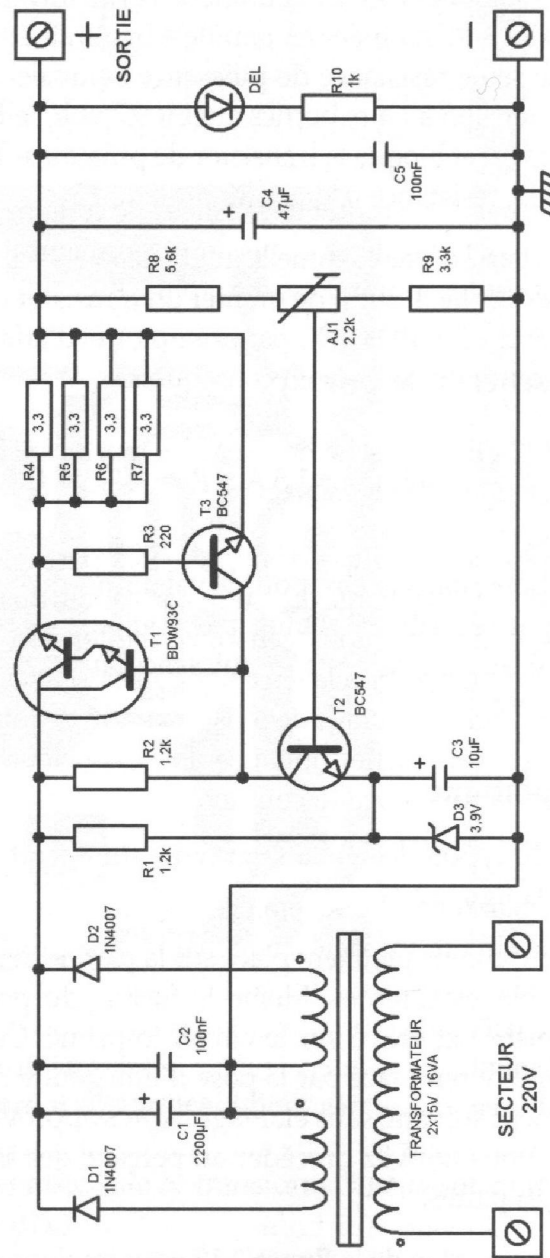 +
SORTIE
−
DEL
R10
1k
C5
100nF
+
C4
47µF
R8
5,6k
AJ1
2,2k
R9
3,3k
R4
3,3
R5
3,3
R6
3,3
R7
3,3
R3
220
T3
BC547
T1
BDW93C
R2
1,2k
R1
1,2k
T2
BC547
+
C3
10µF
D3
3,9V
D2
1N4007
C2
100nF
+
C1
2200µF
D1
1N4007
TRANSFORMATEUR
2x15V 16VA
SECTEUR
220V